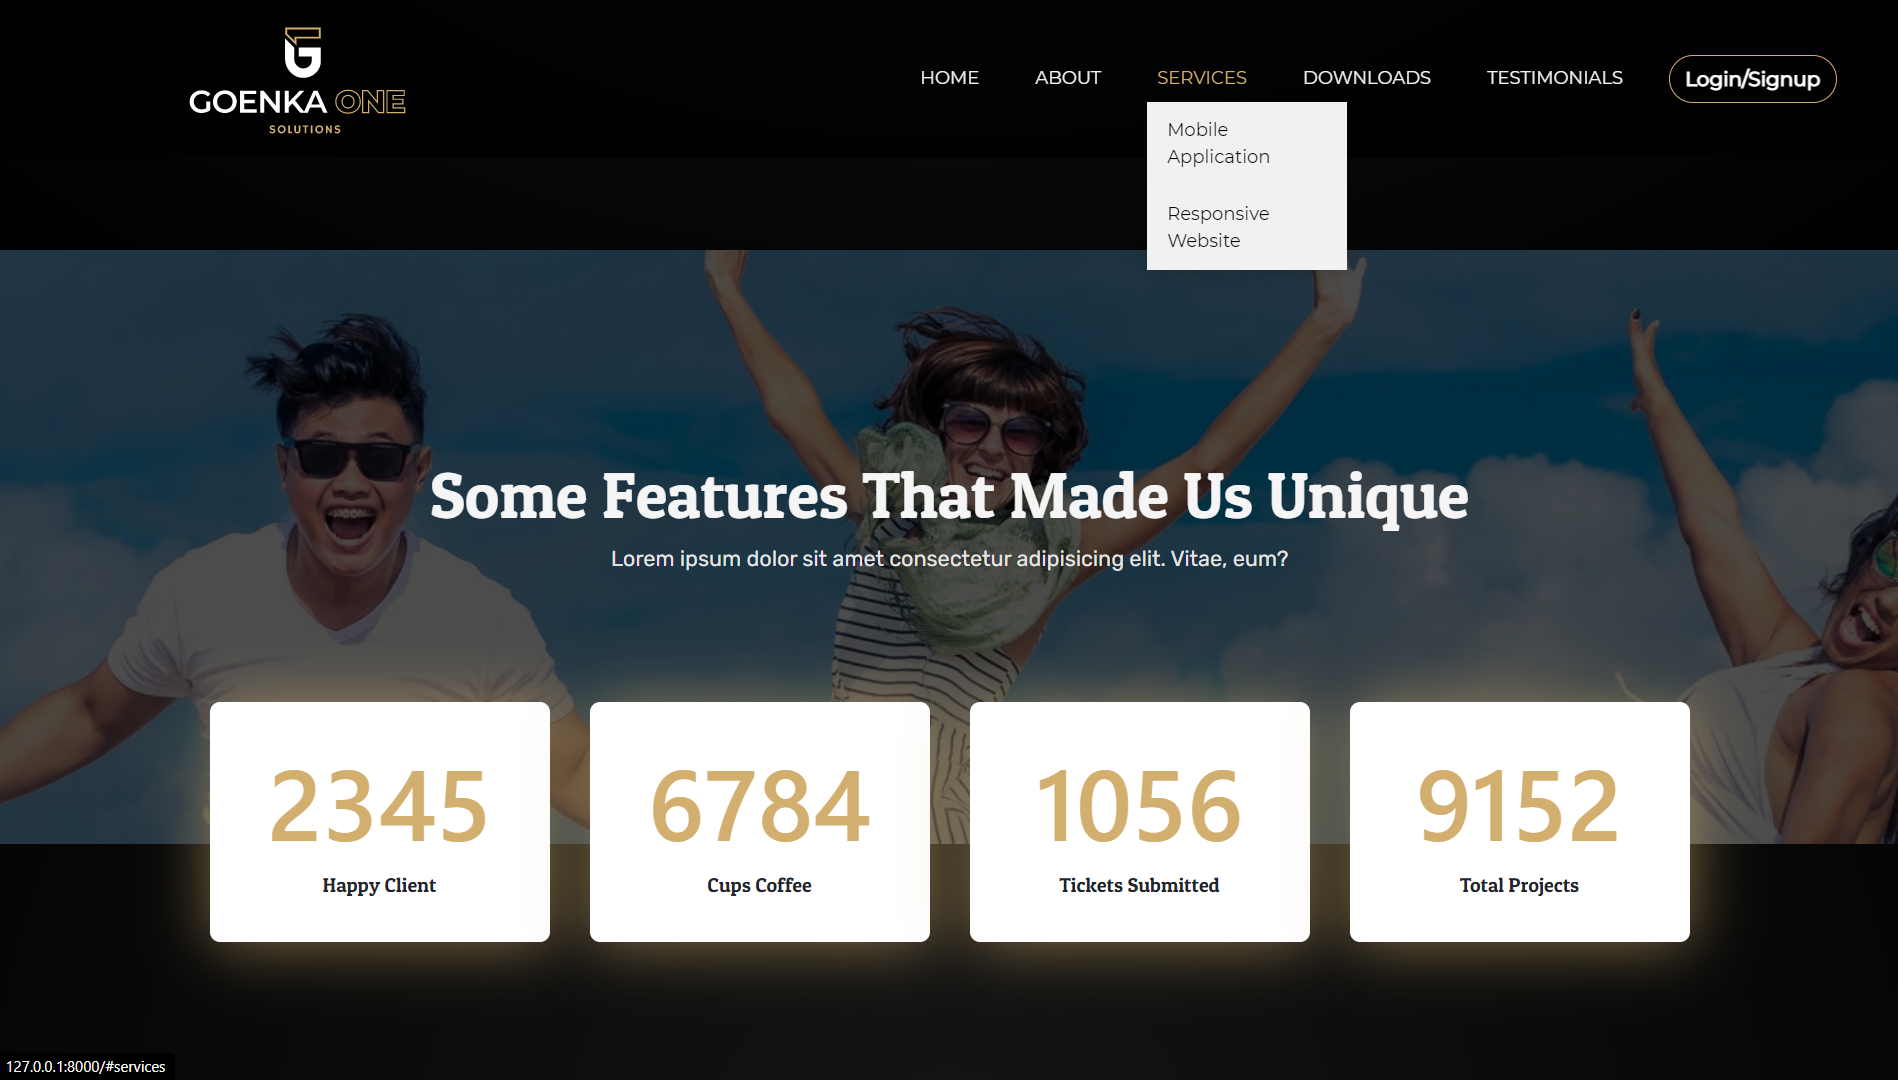 G
GOENKA ONE
SOLUTIONS
HOME ABOUT SERVICES DOWNLOADS TESTIMONIALS Login/Signup
Mobile
Application
Responsive
Website
Some Features That Made Us Unique
Lorem ipsum dolor sit amet consectetur adipisicing elit. Vitae, eum?
2345 6784 1056 9152
Happy Client Cups Coffee Tickets Submitted Total Projects
127.0.0.1:8000/#services